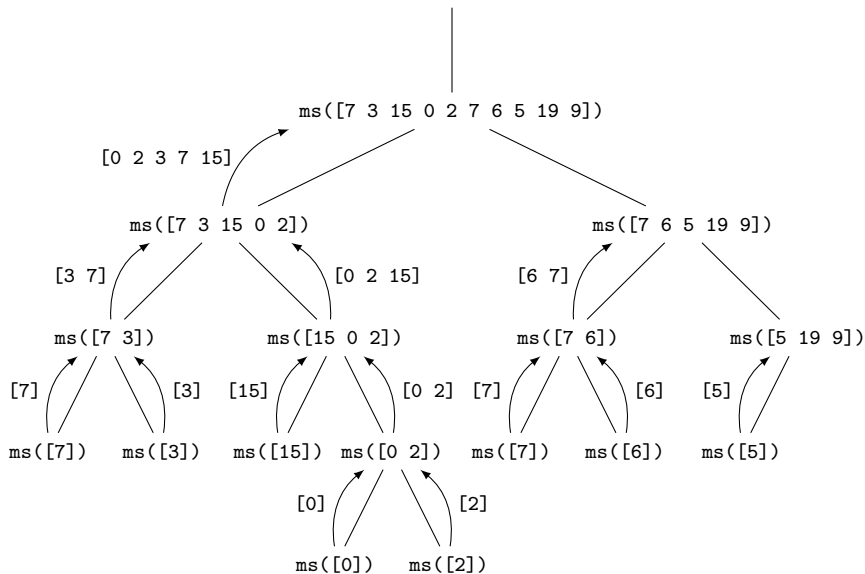 ms([7 3 15 0 2 7 6 5 19 9])
[0 2 3 7 15]
ms([7 3 15 0 2])
ms([7 6 5 19 9])
[3 7]
[0 2 15]
[6 7]
ms([7 3])
ms([15 0 2])
ms([7 6])
ms([5 19 9])
[7]
[3]
[15]
[0 2]
[7]
[6]
[5]
ms([7])
ms([3])
ms([15])
ms([0 2])
ms([7])
ms([6])
ms([5])
[0]
[2]
ms([0])
ms([2])